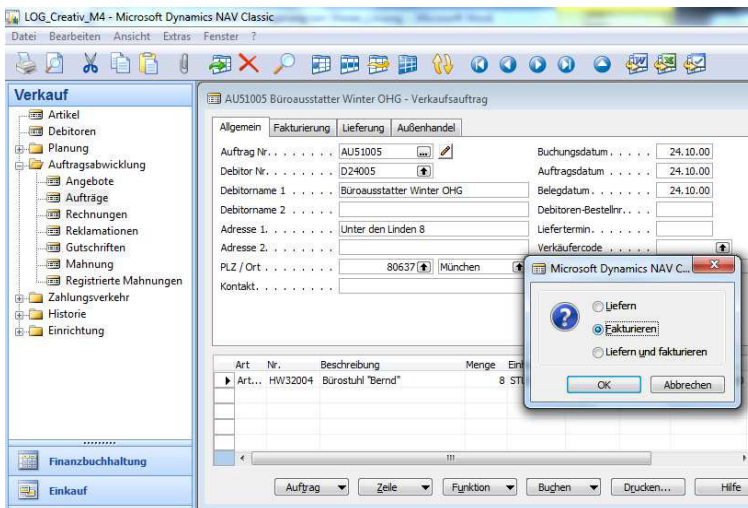 LOG_Creativ_M4 - Microsoft Dynamics NAV Classic
Datei Bearbeiten Ansicht Extras Fenster ?
Verkauf
Artikel
Debitoren
Planung
Auftragsabwicklung
Angebote
Aufträge
Rechnungen
Reklamationen
Gutschriften
Mahnung
Registrierte Mahnungen
Zahlungsverkehr
Historie
Einrichtung
Finanzbuchhaltung
Einkauf
AU51005 Büroausstatter Winter OHG - Verkaufsauftrag
Allgemein Fakturierung Lieferung Außenhandel
Auftrag Nr. . . . . . . . AU51005 Buchungsdatum . . . . . 24.10.00
Debitor Nr. . . . . . . . D24005 Auftragsdatum . . . . . 24.10.00
Debitorname 1 . . . . . Büroausstatter Winter OHG Belegdatum . . . . . . . 24.10.00
Debitorname 2 . . . . . Debitoren-Bestellnr. . . .
Adresse 1. . . . . . . . Unter den Linden 8 Liefertermin. . . . . . .
Adresse 2. . . . . . . . Verkäufercode . . . . .
PLZ / Ort . . . . . . . . 80637 München
Kontakt. . . . . . . . .
Microsoft Dynamics NAV C...
Liefern
Fakturieren
Liefern und fakturieren
OK Abbrechen
Art Nr. Beschreibung Menge
Art... HW32004 Bürostuhl "Bernd" 8
Auftrag Zeile Funktion Buchen Drucken... Hilfe